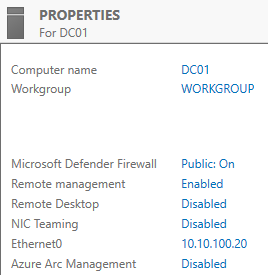 PROPERTIES
For DC01
Computer name DC01
Workgroup WORKGROUP
Microsoft Defender Firewall Public: On
Remote management Enabled
Remote Desktop Disabled
NIC Teaming Disabled
Ethernet0 10.10.100.20
Azure Arc Management Disabled